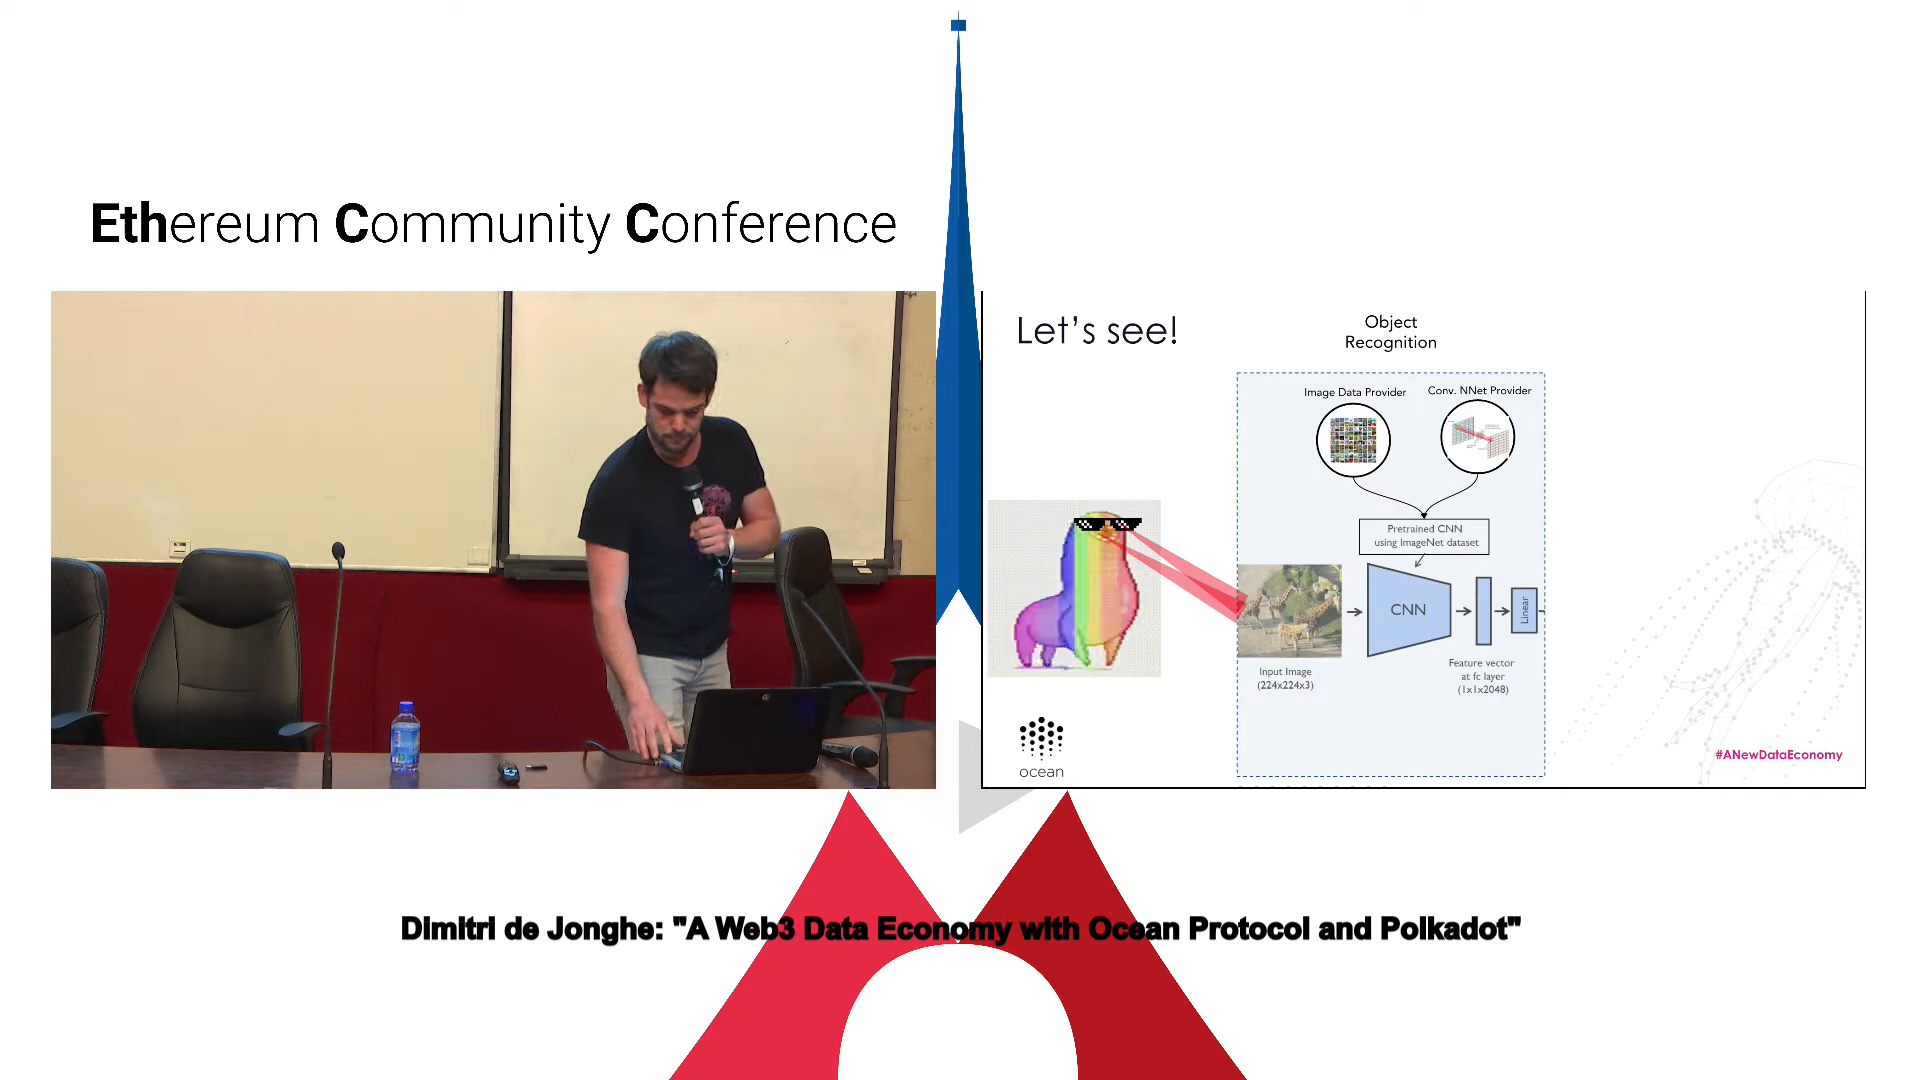 Ethereum Community Conference
Let's see!
Object
Recognition
Image Data Provider
Conv. NNet Provider
Pretrained CNN
using ImageNet dataset
CNN
Linear
Input Image
(224x224x3)
Feature vector
at fc layer
(1x1x2048)
ocean
#ANewDataEconomy
Dimitri de Jonghe: "A Web3 Data Economy with Ocean Protocol and Polkadot"